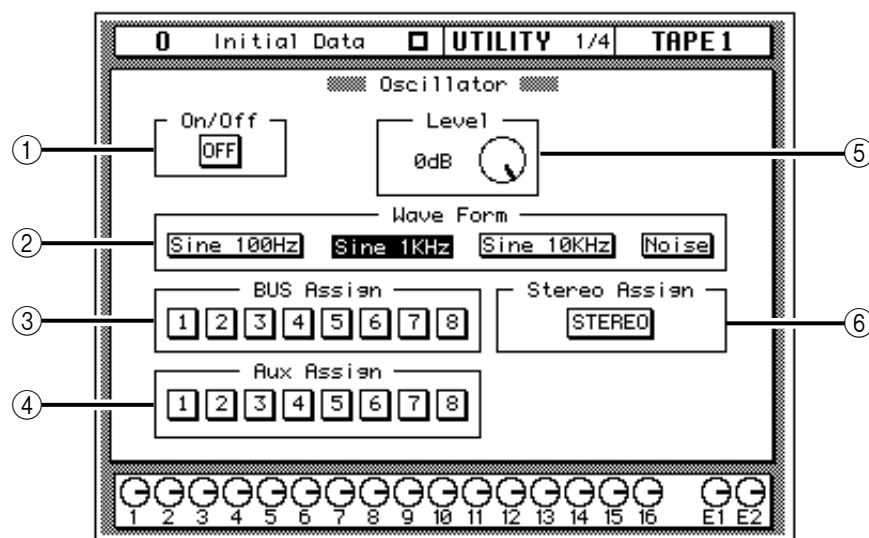 0 Initial Data UTILITY 1/4 TAPE 1
Oscillator
On/Off
OFF
Level
0dB
① ⑤
Wave Form
② Sine 100Hz Sine 1KHz Sine 10KHz Noise
BUS Assign
③ 1 2 3 4 5 6 7 8
Stereo Assign
STEREO ⑥
Aux Assign
④ 1 2 3 4 5 6 7 8
1 2 3 4 5 6 7 8 9 10 11 12 13 14 15 16 E1 E2